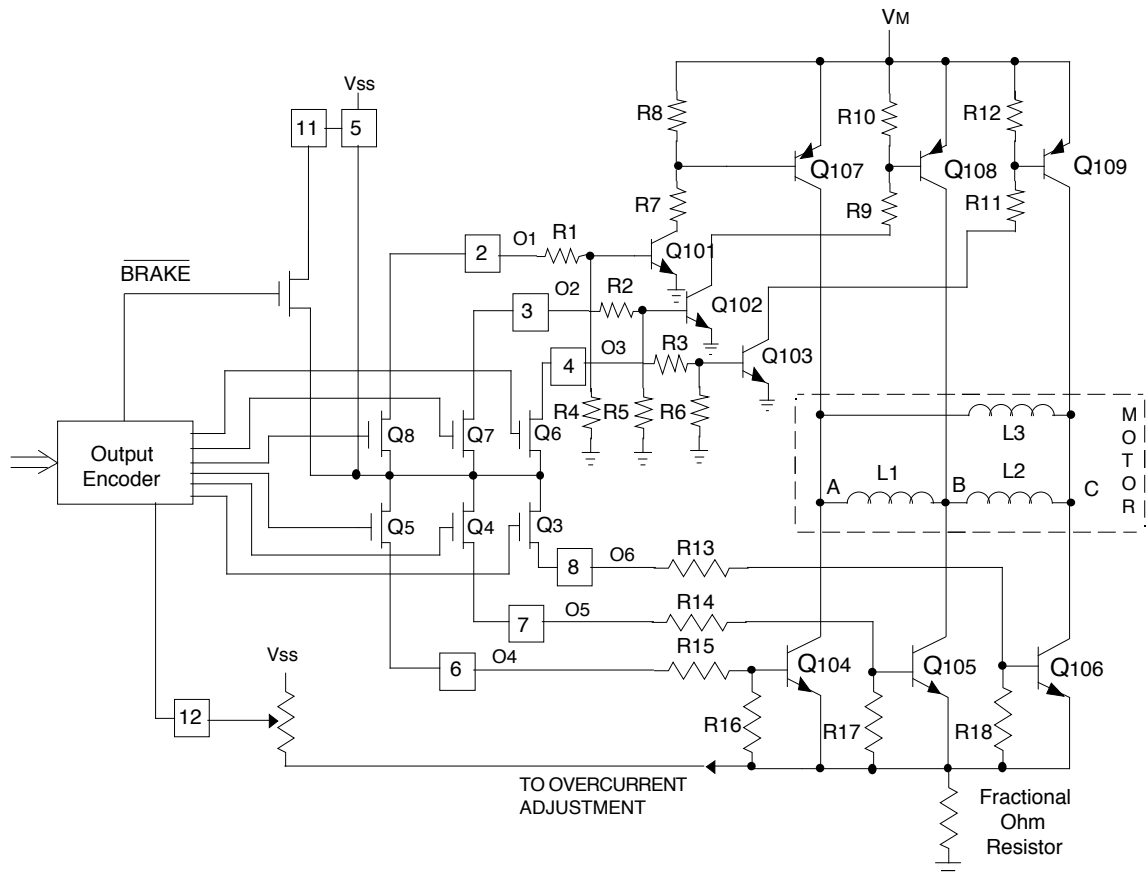 VM
R8
R10
R12
Vss
11
5
Q107
Q108
Q109
R7
R9
R11
2
O1
R1
Q101
BRAKE
3
O2
R2
Q102
4
O3
R3
Q103
R4
R5
R6
Q8
Q7
Q6
Output
Encoder
L3
MOTOR
A
L1
B
L2
C
Q5
Q4
Q3
8
O6
R13
7
O5
R14
6
O4
R15
Q104
Q105
Q106
Vss
12
R16
R17
R18
TO OVERCURRENT
ADJUSTMENT
Fractional
Ohm
Resistor